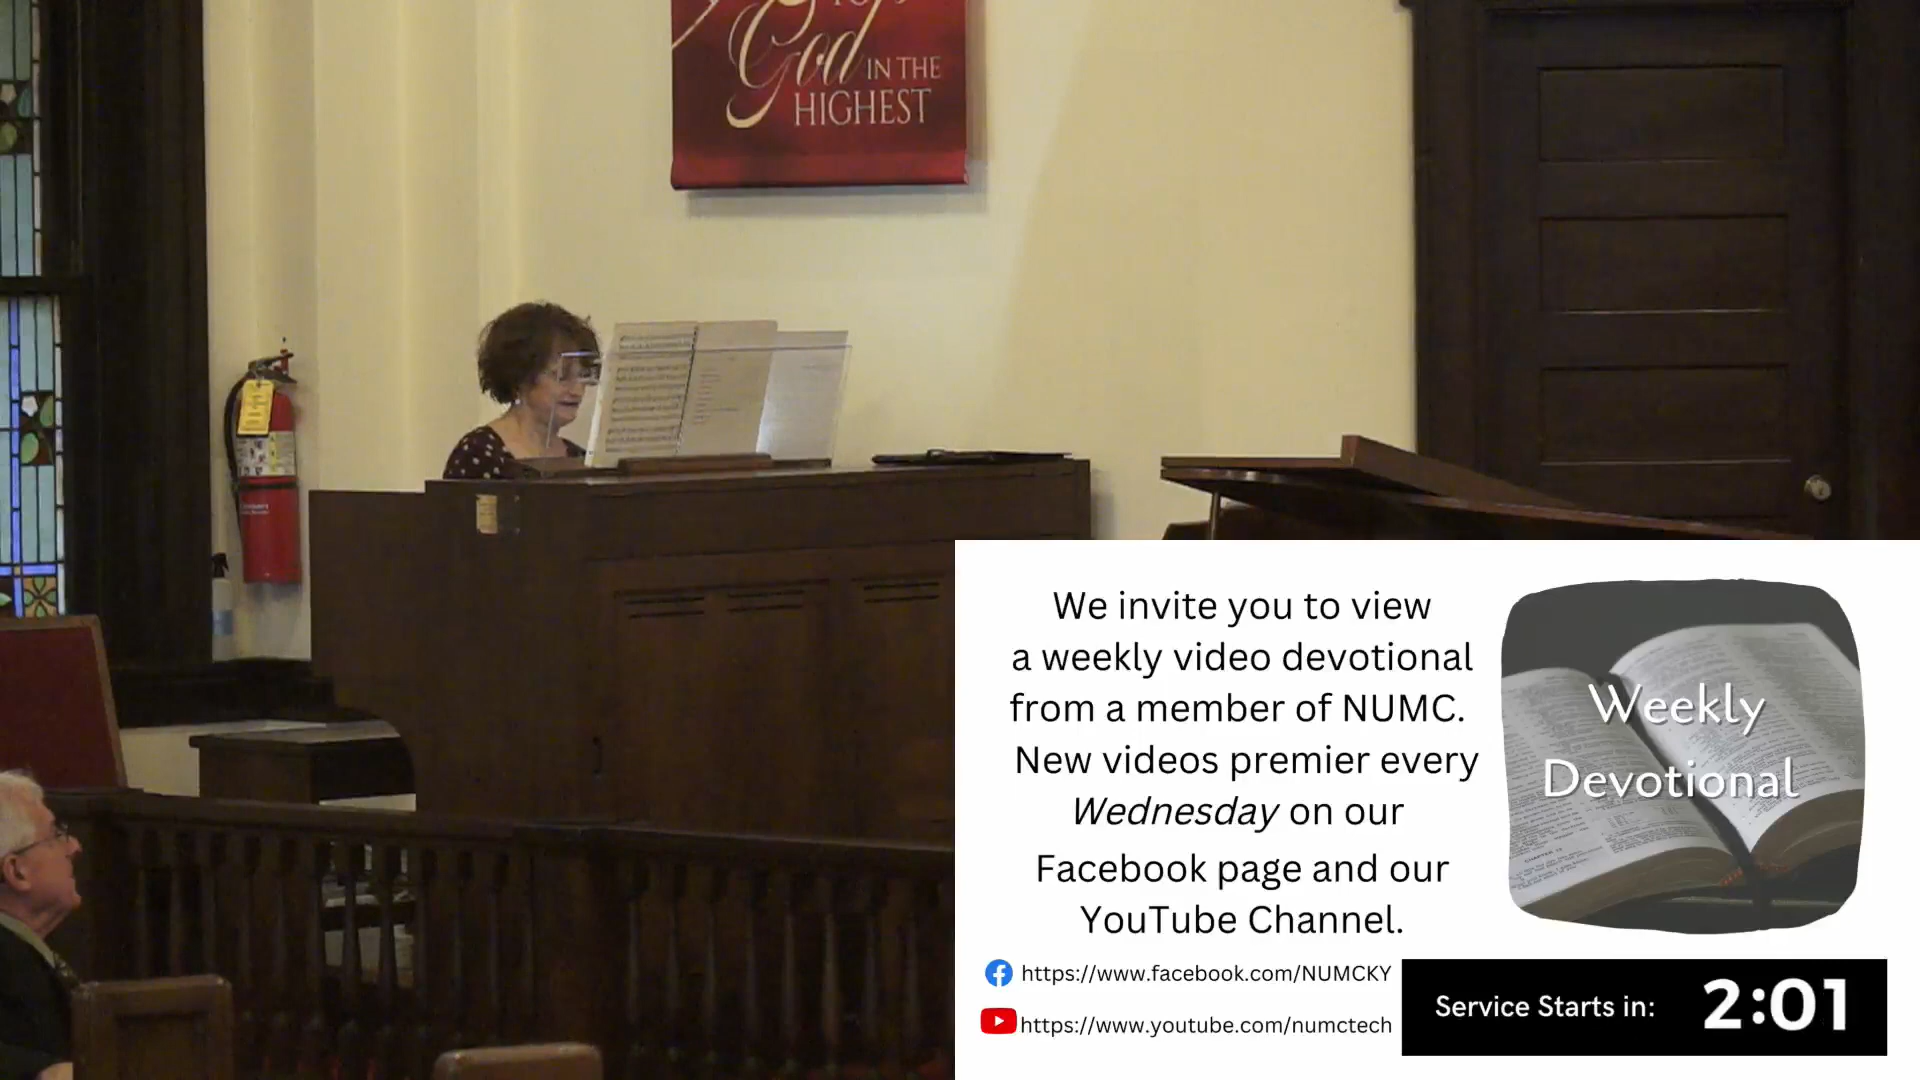 God IN THE
HIGHEST
We invite you to view
a weekly video devotional
from a member of NUMC.
New videos premier every
Wednesday on our
Facebook page and our
YouTube Channel.
https://www.facebook.com/NUMCKY
https://www.youtube.com/numctech
Weekly
Devotional
Service Starts in: 2:01